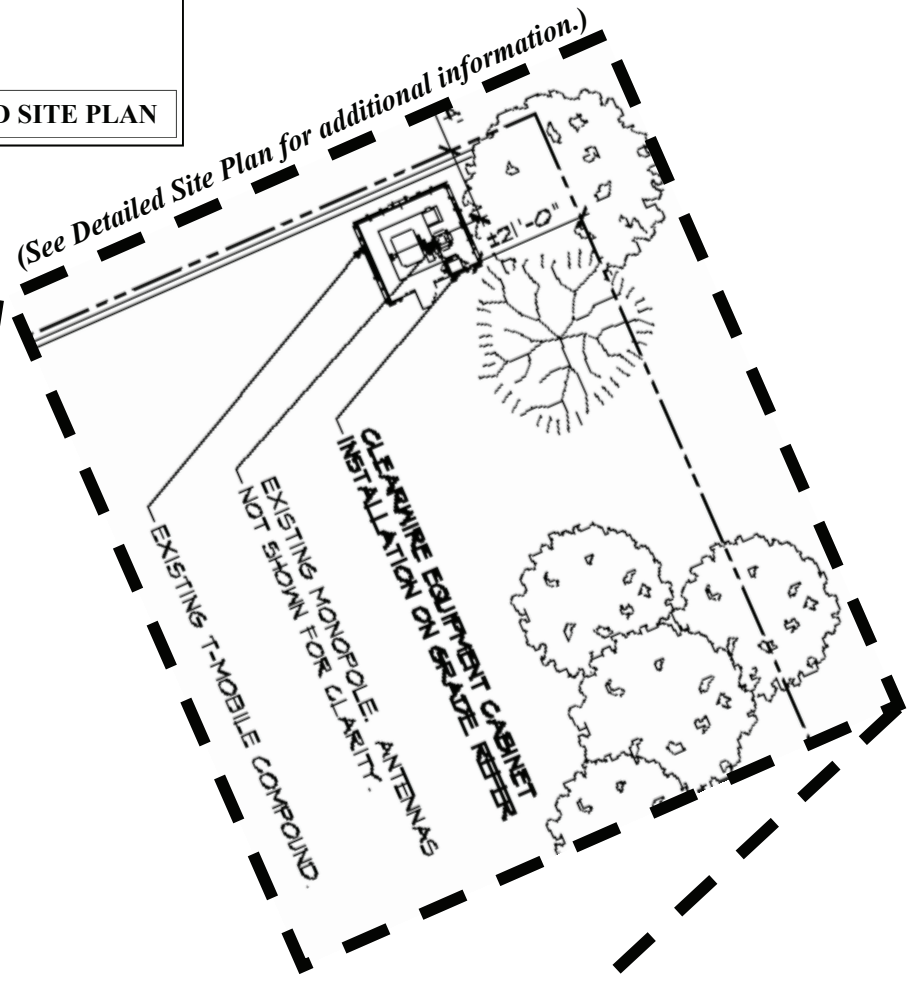 D SITE PLAN
(See Detailed Site Plan for additional information.)
4'
±21'-0"
CLEARWIRE EQUIPMENT CABINET
INSTALLATION ON GRADE REFER
EXISTING MONOPOLE. ANTENNAS
NOT SHOWN FOR CLARITY.
EXISTING T-MOBILE COMPOUND.